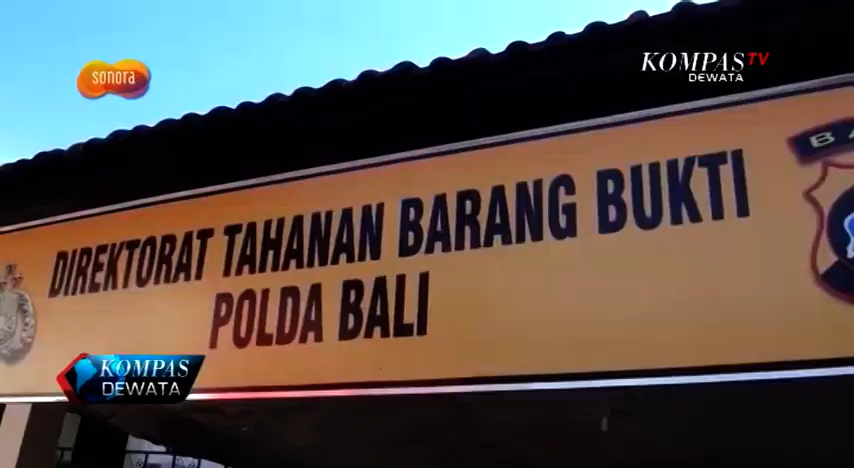 sonora
KOMPAS TV
DEWATA
DIREKTORAT TAHANAN BARANG BUKTI
POLDA BALI
KOMPAS
DEWATA